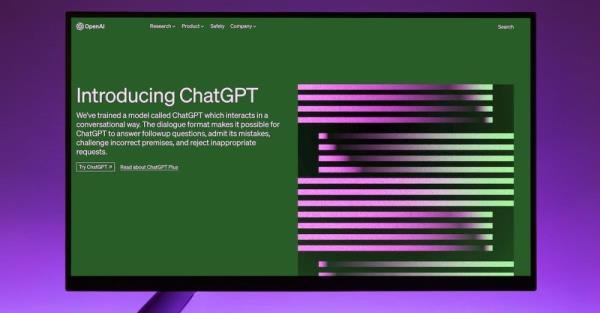 OpenAI Research Product Safety Company Search
Introducing ChatGPT
We've trained a model called ChatGPT which interacts in a
conversational way. The dialogue format makes it possible for
ChatGPT to answer followup questions, admit its mistakes,
challenge incorrect premises, and reject inappropriate
requests.
Try ChatGPT ↗ Read about ChatGPT Plus